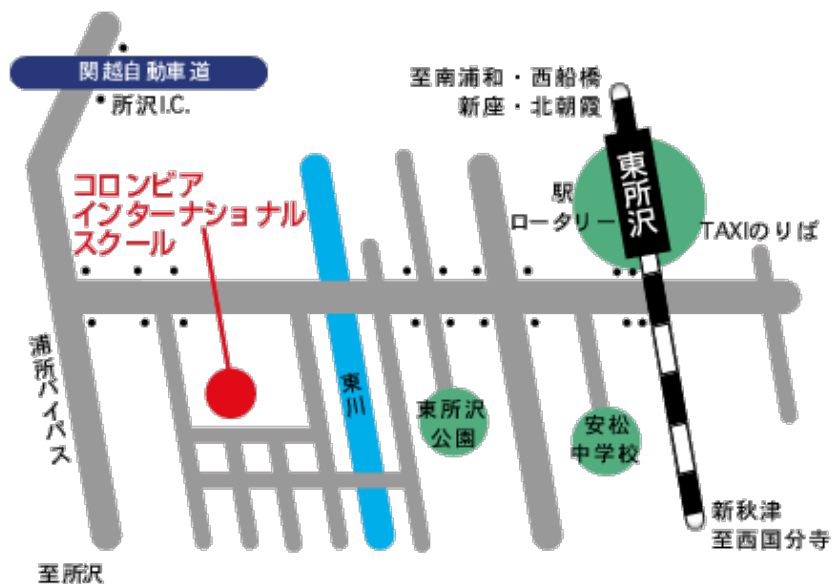 関越自動車道
所沢I.C.
至南浦和・西船橋
新座・北朝霞
コロンビア
インターナショナル
スクール
駅
ロータリー
東所沢
TAXIのりば
浦所バイパス
東川
東所沢
公園
安松
中学校
新秋津
至西国分寺
至所沢